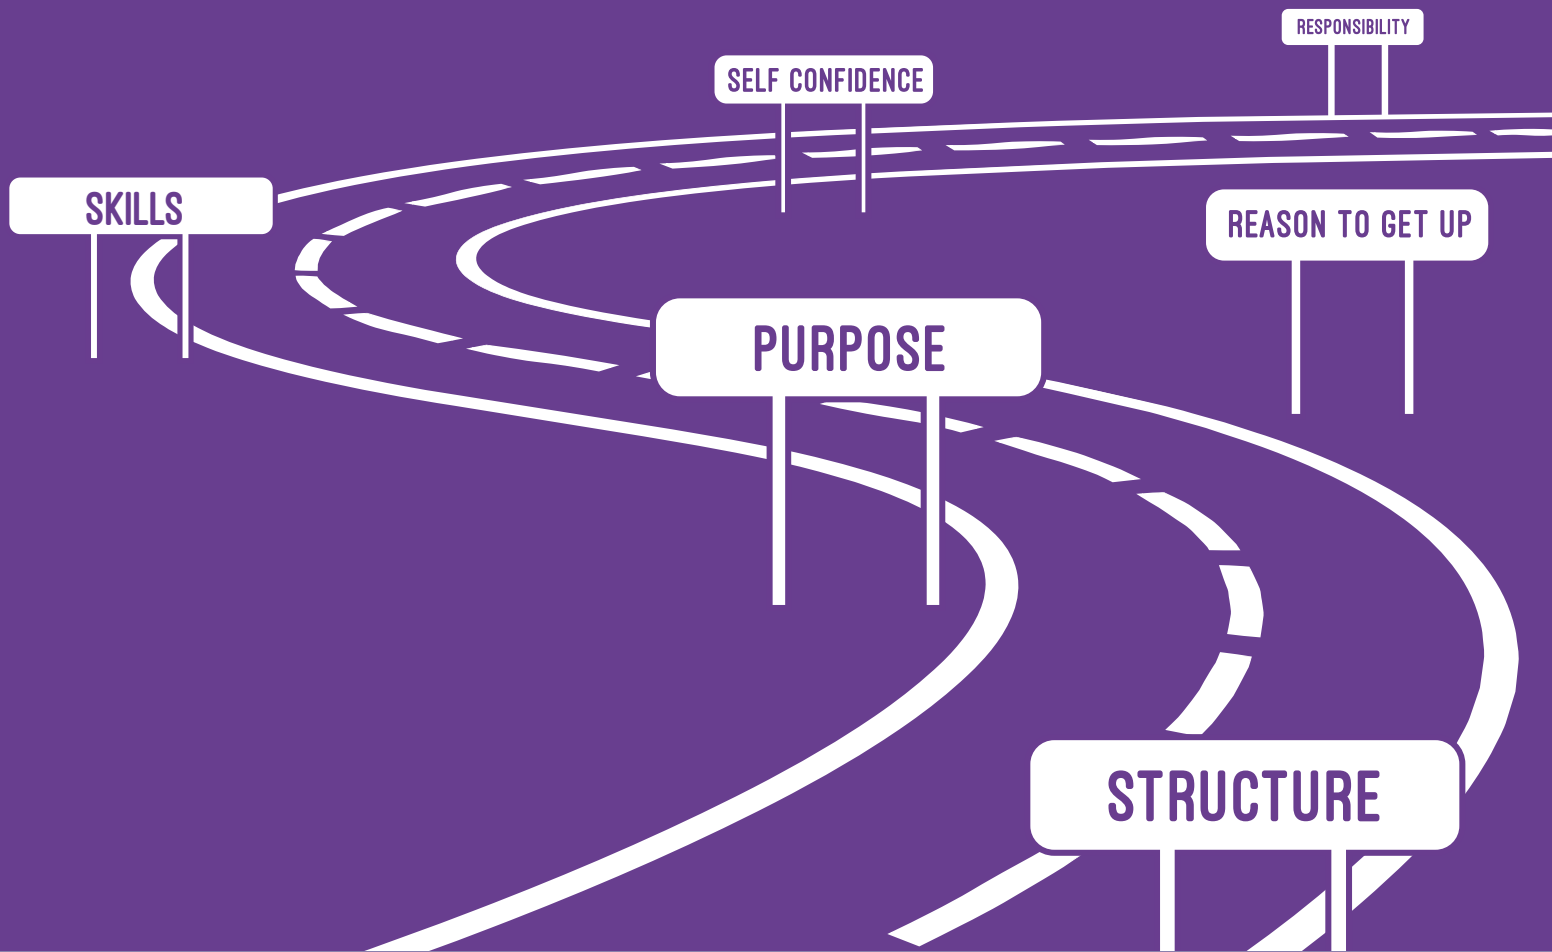 RESPONSIBILITY
SELF CONFIDENCE
SKILLS
REASON TO GET UP
PURPOSE
STRUCTURE